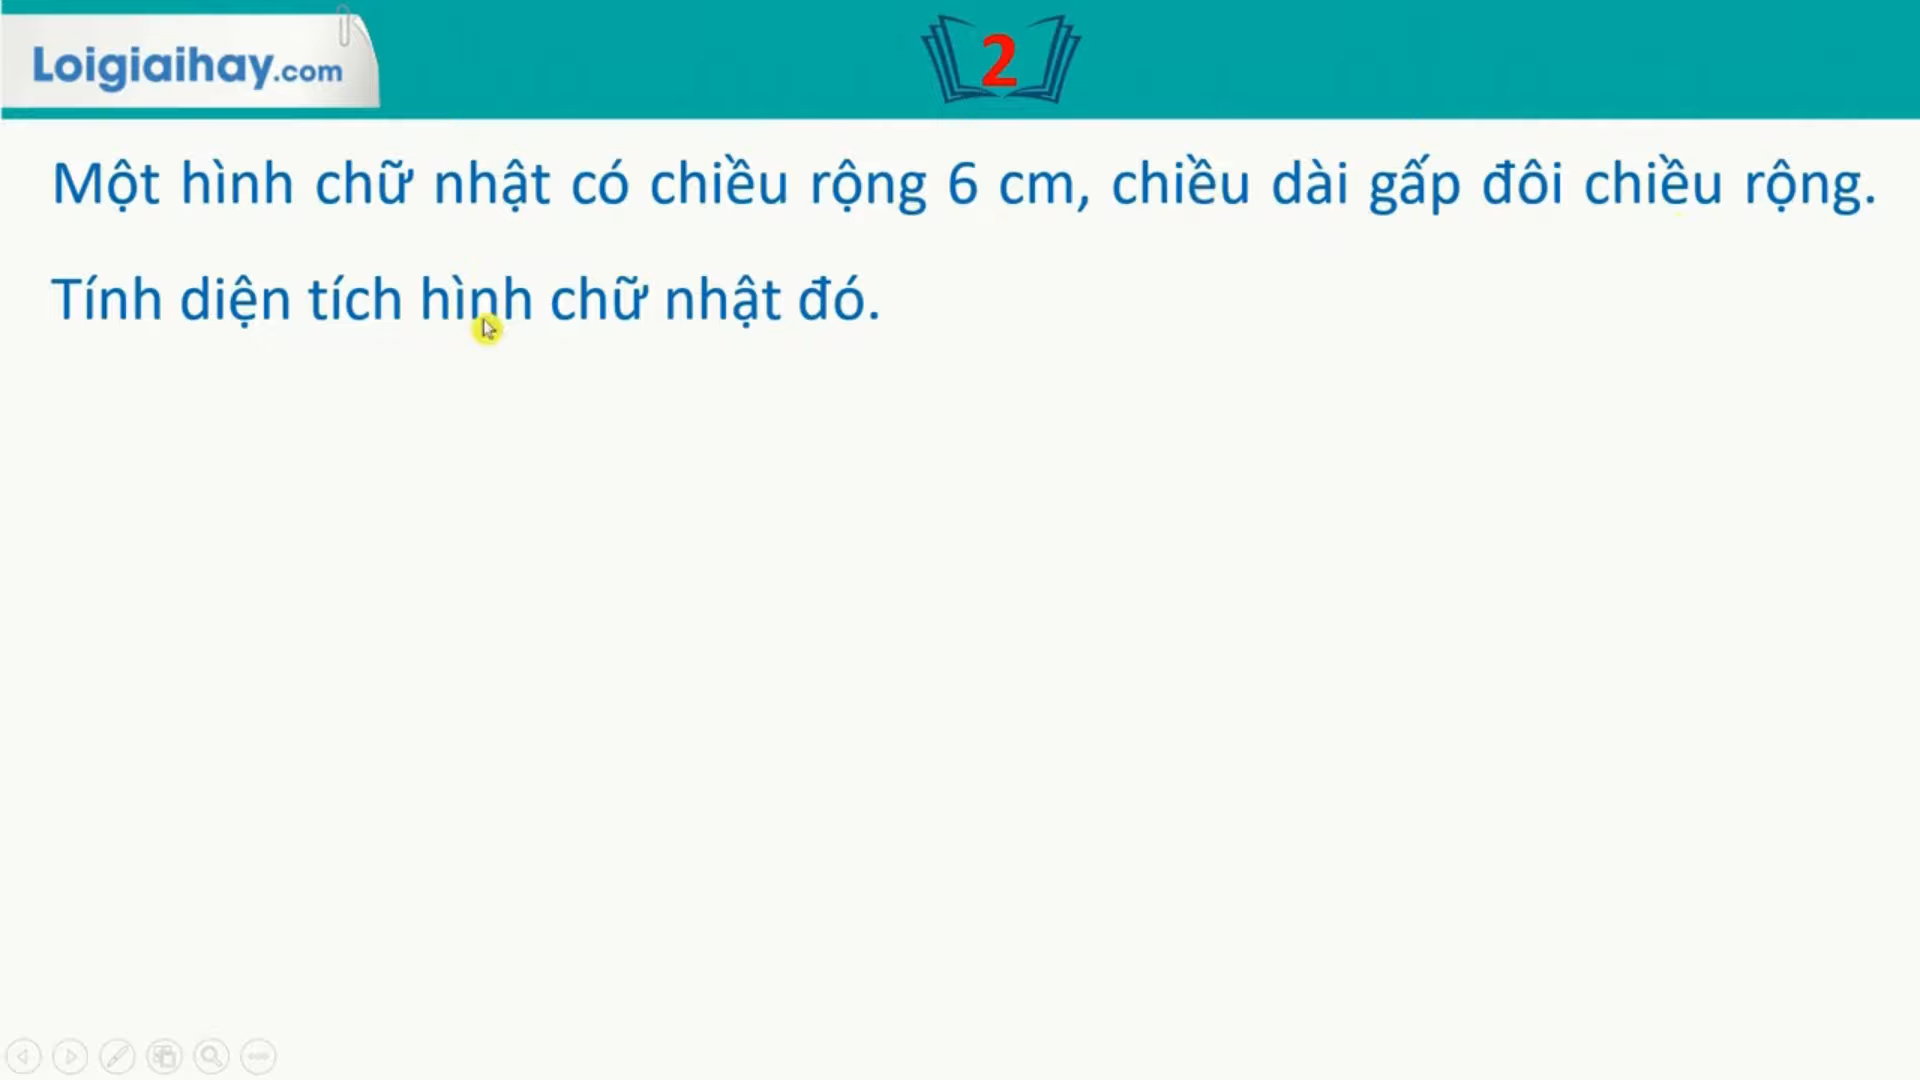 Loigiaihay.com
2
Một hình chữ nhật có chiều rộng 6 cm, chiều dài gấp đôi chiều rộng.
Tính diện tích hình chữ nhật đó.